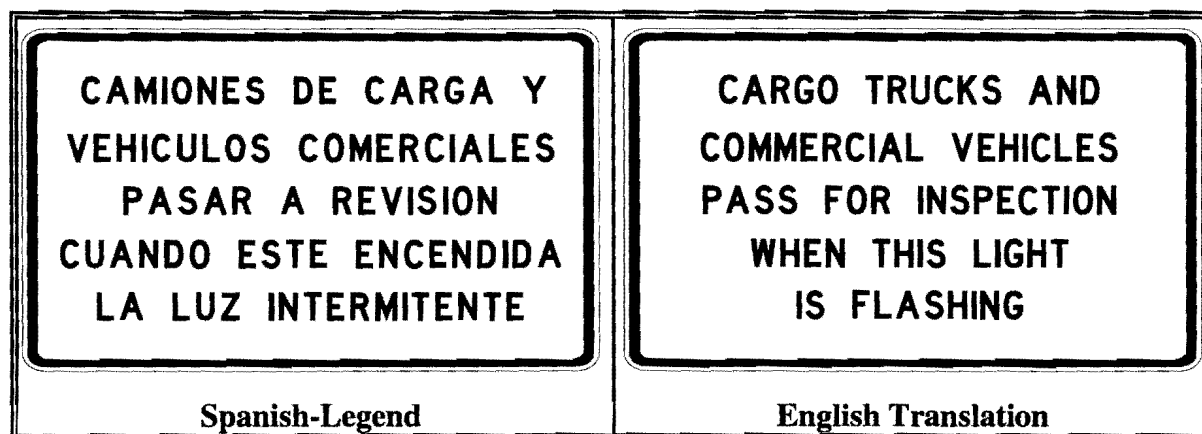 CAMIONES DE CARGA Y
VEHICULOS COMERCIALES
PASAR A REVISION
CUANDO ESTE ENCENDIDA
LA LUZ INTERMITENTE
Spanish-Legend
CARGO TRUCKS AND
COMMERCIAL VEHICLES
PASS FOR INSPECTION
WHEN THIS LIGHT
IS FLASHING
English Translation